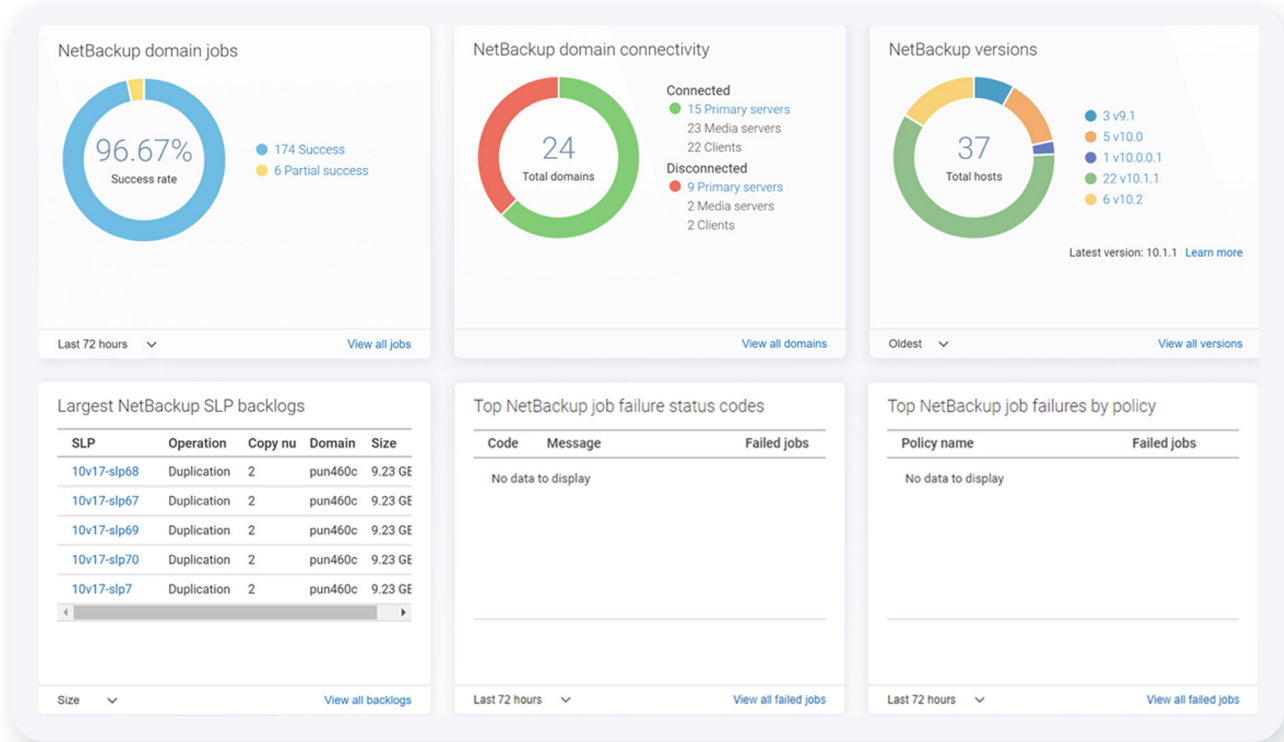 NetBackup domain jobs
96.67%
Success rate
174 Success
6 Partial success
Last 72 hours
View all jobs
NetBackup domain connectivity
24
Total domains
Connected
15 Primary servers
23 Media servers
22 Clients
Disconnected
9 Primary servers
2 Media servers
2 Clients
View all domains
NetBackup versions
37
Total hosts
3 v9.1
5 v10.0
1 v10.0.0.1
22 v10.1.1
6 v10.2
Latest version: 10.1.1 Learn more
Oldest
View all versions
Largest NetBackup SLP backlogs
SLP Operation Copy nu Domain Size
10v17-slp68 Duplication 2 pun460c 9.23 GE
10v17-slp67 Duplication 2 pun460c 9.23 GE
10v17-slp69 Duplication 2 pun460c 9.23 GE
10v17-slp70 Duplication 2 pun460c 9.23 GE
10v17-slp7 Duplication 2 pun460c 9.23 GE
Size
View all backlogs
Top NetBackup job failure status codes
Code Message Failed jobs
No data to display
Last 72 hours
View all failed jobs
Top NetBackup job failures by policy
Policy name Failed jobs
No data to display
Last 72 hours
View all failed jobs